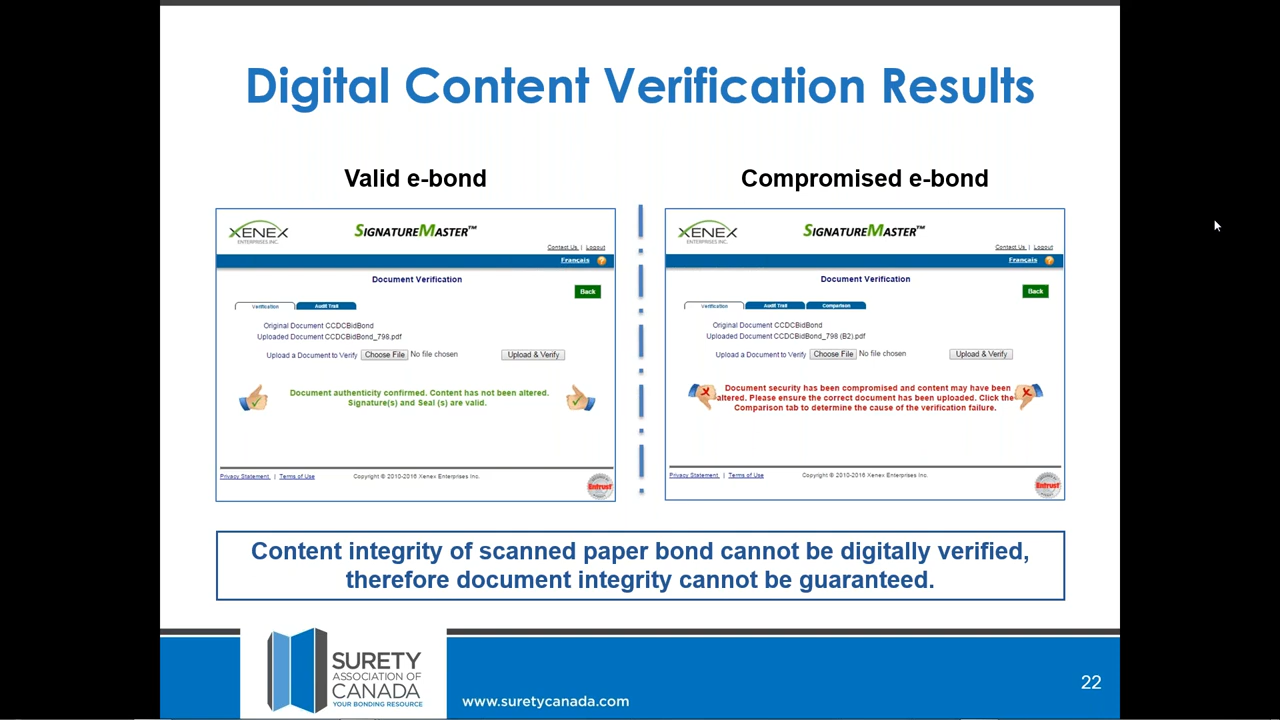 Digital Content Verification Results
Valid e-bond
XENEX
ENTERPRISES INC.
SIGNATUREMASTER™
Contact Us | Logout
Français
Document Verification
Back
Verification
Audit Trail
Original Document CCDCBidBond
Uploaded Document CCDCBidBond_798.pdf
Upload a Document to Verify Choose File No file chosen Upload & Verify
Document authenticity confirmed. Content has not been altered.
Signature(s) and Seal (s) are valid.
Privacy Statement | Terms of Use Copyright © 2010-2016 Xenex Enterprises Inc.
Entrust
Compromised e-bond
XENEX
ENTERPRISES INC.
SIGNATUREMASTER™
Contact Us | Logout
Français
Document Verification
Back
Verification
Audit Trail
Comparison
Original Document CCDCBidBond
Uploaded Document CCDCBidBond_798 (B2).pdf
Upload a Document to Verify Choose File No file chosen Upload & Verify
Document security has been compromised and content may have been
altered. Please ensure the correct document has been uploaded. Click the
Comparison tab to determine the cause of the verification failure.
Privacy Statement | Terms of Use Copyright © 2010-2016 Xenex Enterprises Inc.
Entrust
Content integrity of scanned paper bond cannot be digitally verified,
therefore document integrity cannot be guaranteed.
SURETY
ASSOCIATION OF
CANADA
YOUR BONDING RESOURCE
www.suretycanada.com
22